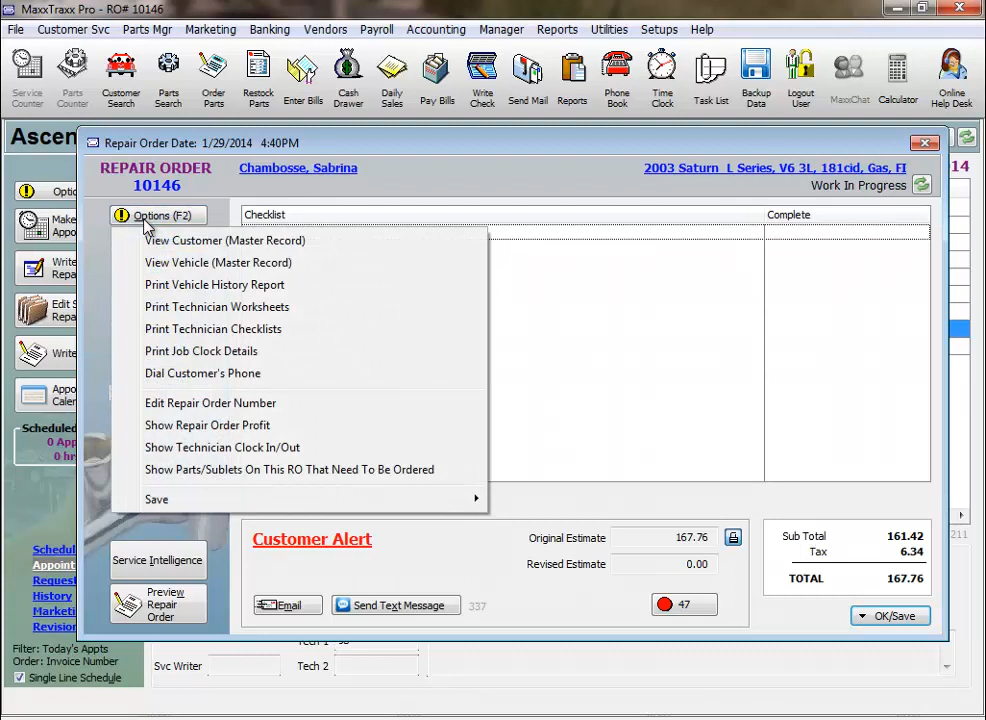 MaxxTraxx Pro - RO# 10146
File Customer Svc Parts Mgr Marketing Banking Vendors Payroll Accounting Manager Reports Utilities Setups Help
Service Counter
Parts Counter
Customer Search
Parts Search
Order Parts
Restock Parts
Enter Bills
Cash Drawer
Daily Sales
Pay Bills
Write Check
Send Mail
Reports
Phone Book
Time Clock
Task List
Backup Data
Logout User
MaxxChat
Calculator
Online Help Desk
Ascen
14
Repair Order Date: 1/29/2014 4:40PM
REPAIR ORDER
10146
Chambosse, Sabrina
2003 Saturn L Series, V6 3L, 181cid, Gas, FI
Work In Progress
Optio
Make
Appo
Write
Repa
Edit S
Repa
Write
Appo
Calen
Scheduled
0 Ap
0 hr
Options (F2)
Checklist
Complete
View Customer (Master Record)
View Vehicle (Master Record)
Print Vehicle History Report
Print Technician Worksheets
Print Technician Checklists
Print Job Clock Details
Dial Customer's Phone
Edit Repair Order Number
Show Repair Order Profit
Show Technician Clock In/Out
Show Parts/Sublets On This RO That Need To Be Ordered
Save
Service Intelligence
Preview
Repair
Order
Customer Alert
Email
Send Text Message
337
Original Estimate 167.76
Revised Estimate 0.00
47
Sub Total 161.42
Tax 6.34
TOTAL 167.76
OK/Save
211
Schedul
Appoint
Request
History
Marketi
Revision
Filter: Today's Appts
Order: Invoice Number
Single Line Schedule
Svc Writer
Tech 1
Tech 2